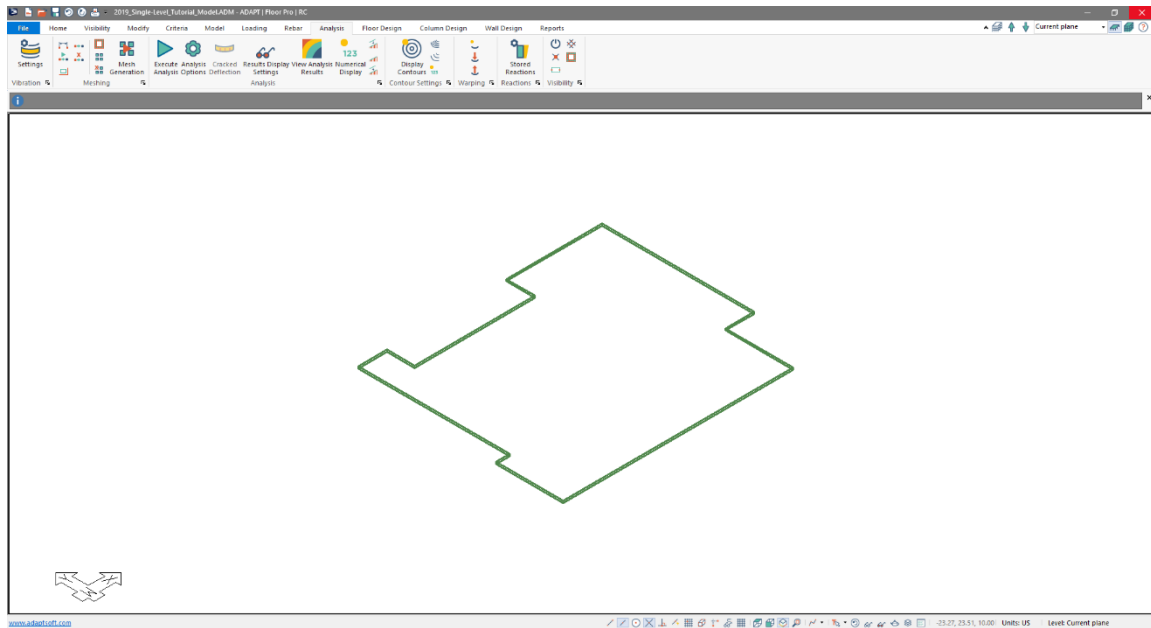 2019_Single-Level_Tutorial_Model.ADM - ADAPT | Floor Pro | RC
File Home Visibility Modify Criteria Model Loading Rebar Analysis Floor Design Column Design Wall Design Reports
Current plane
Settings
Mesh Generation
Execute Analysis
Analysis Options
Cracked Deflection
Results Display Settings
View Analysis Results
123
Numerical Display
Display Contours
Stored Reactions
Vibration Meshing Analysis Contour Settings Warping Reactions Visibility
www.adaptsoft.com
-23.27, 23.51, 10.00 Units: US Level: Current plane